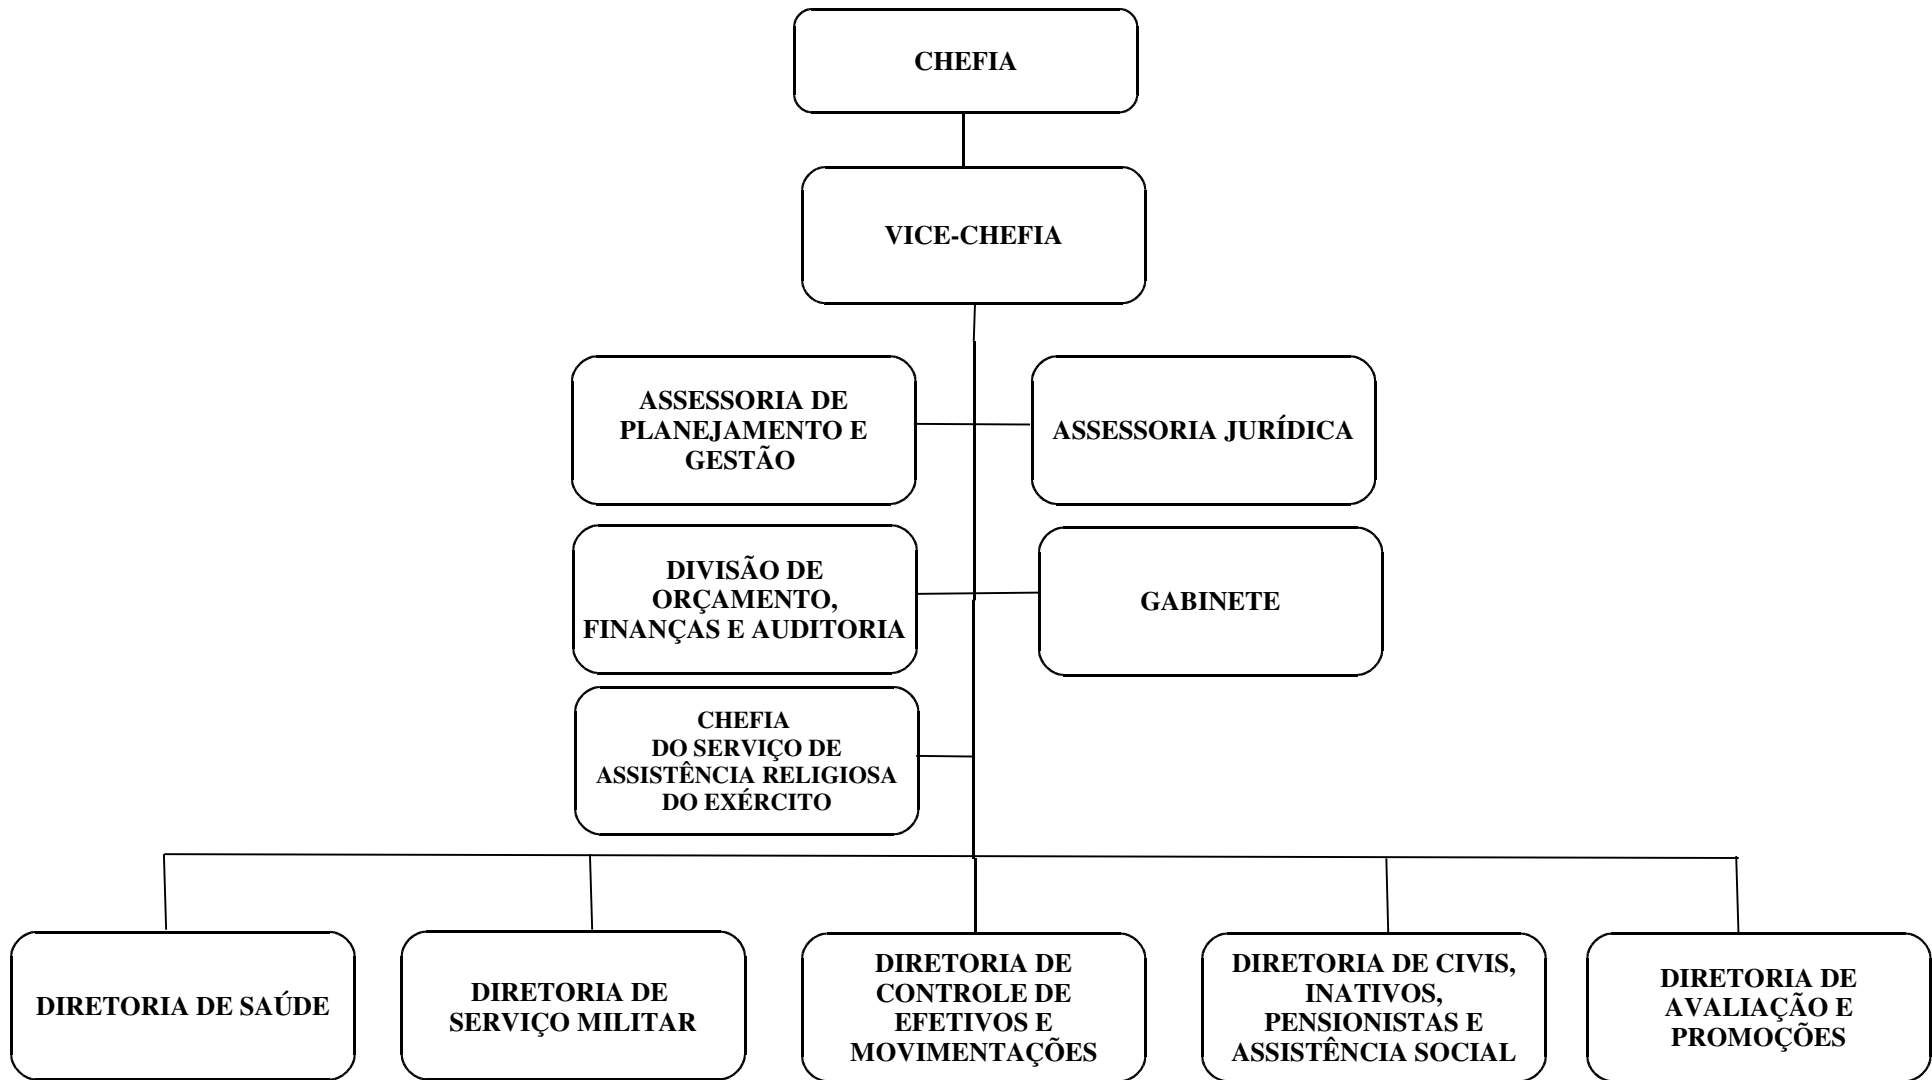 CHEFIA
VICE-CHEFIA
ASSESSORIA DE
PLANEJAMENTO E
GESTÃO
ASSESSORIA JURÍDICA
DIVISÃO DE
ORÇAMENTO,
FINANÇAS E AUDITORIA
GABINETE
CHEFIA
DO SERVIÇO DE
ASSISTÊNCIA RELIGIOSA
DO EXÉRCITO
DIRETORIA DE SAÚDE
DIRETORIA DE
SERVIÇO MILITAR
DIRETORIA DE
CONTROLE DE
EFETIVOS E
MOVIMENTAÇÕES
DIRETORIA DE CIVIS,
INATIVOS,
PENSIONISTAS E
ASSISTÊNCIA SOCIAL
DIRETORIA DE
AVALIAÇÃO E
PROMOÇÕES